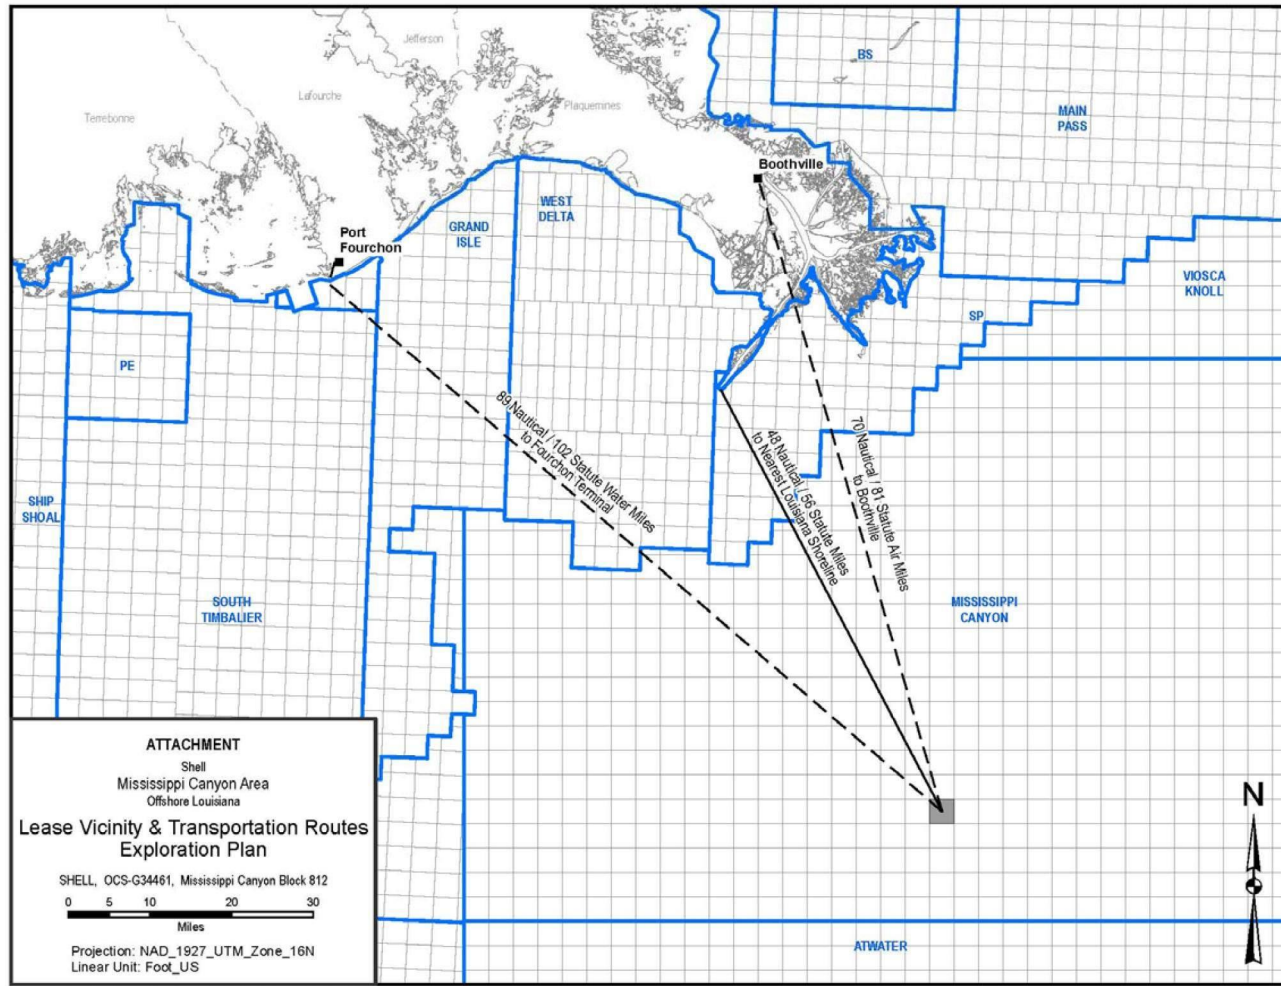 Jefferson
BS
Lafourche
Plaquemines
Terrebonne
MAIN
PASS
Boothville
WEST
DELTA
GRAND
ISLE
Port
Fourchon
VIOSCA
KNOLL
SP
PE
89 Nautical / 102 Statute Water Miles
to Fourchon Terminal
48 Nautical / 56 Statute Miles
to Nearest Louisiana Shoreline
70 Nautical / 81 Statute Air Miles
to Boothville
SHIP
SHOAL
SOUTH
TIMBALIER
MISSISSIPPI
CANYON
ATTACHMENT
Shell
Mississippi Canyon Area
Offshore Louisiana
Lease Vicinity & Transportation Routes
Exploration Plan
SHELL, OCS-G34461, Mississippi Canyon Block 812
0 5 10 20 30
Miles
Projection: NAD_1927_UTM_Zone_16N
Linear Unit: Foot_US
N
ATWATER